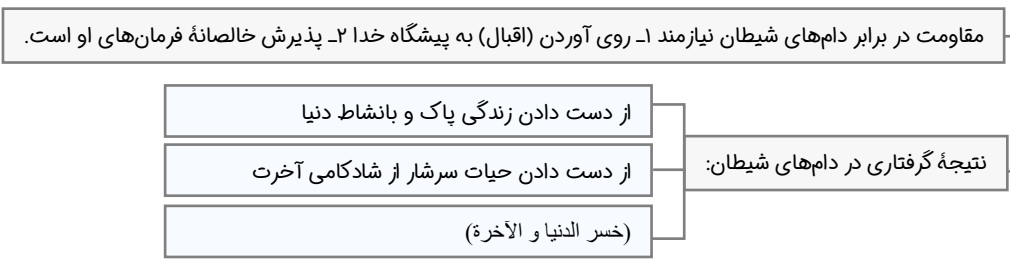 مقاومت در برابر دام‌های شیطان نیازمند ۱ـ روی آوردن (اقبال) به پیشگاه خدا ۲ـ پذیرش خالصانهٔ فرمان‌های او است.
نتیجهٔ گرفتاری در دام‌های شیطان:
از دست دادن زندگی پاک و بانشاط دنیا
از دست دادن حیات سرشار از شادکامی آخرت
(خسر الدنیا و الآخرة)